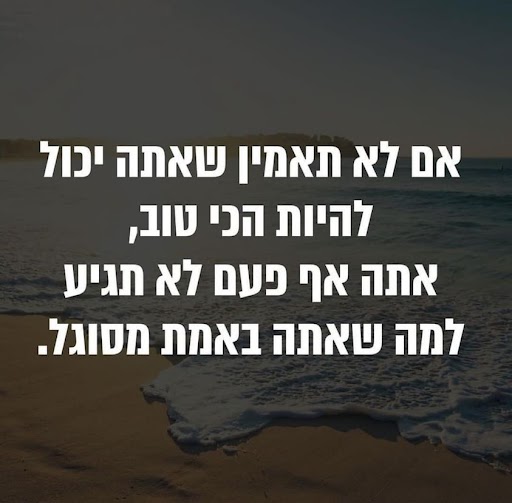 אם לא תאמין שאתה יכול
להיות הכי טוב,
אתה אף פעם לא תגיע
למה שאתה באמת מסוגל.